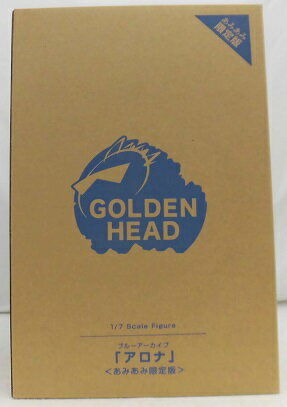 あみあみ
限定版
GOLDEN
HEAD
1/7 Scale Figure
ブルーアーカイブ
「アロナ」
<あみあみ限定版>